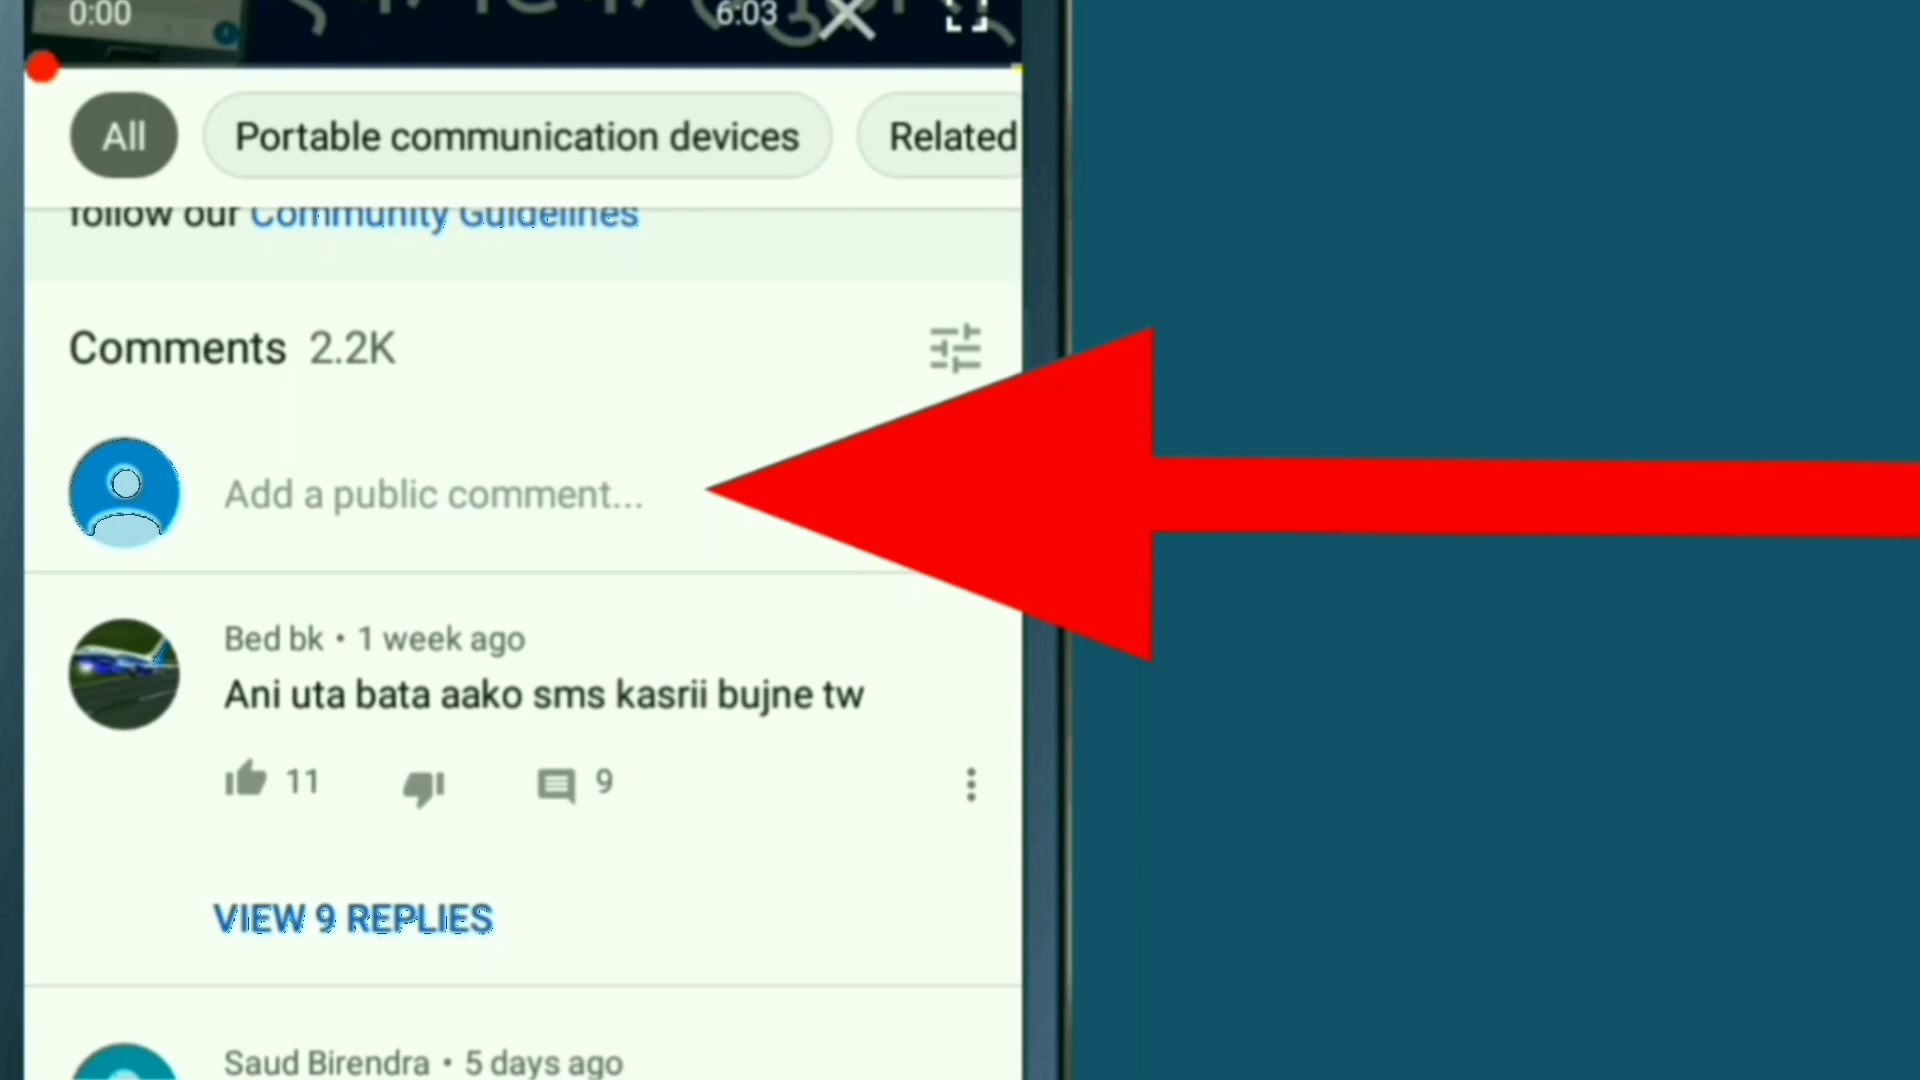 0:00
6:03
All
Portable communication devices
Related
follow our Community Guidelines
Comments 2.2K
Add a public comment...
Bed bk • 1 week ago
Ani uta bata aako sms kasrii bujne tw
11
9
VIEW 9 REPLIES
Saud Birendra • 5 days ago